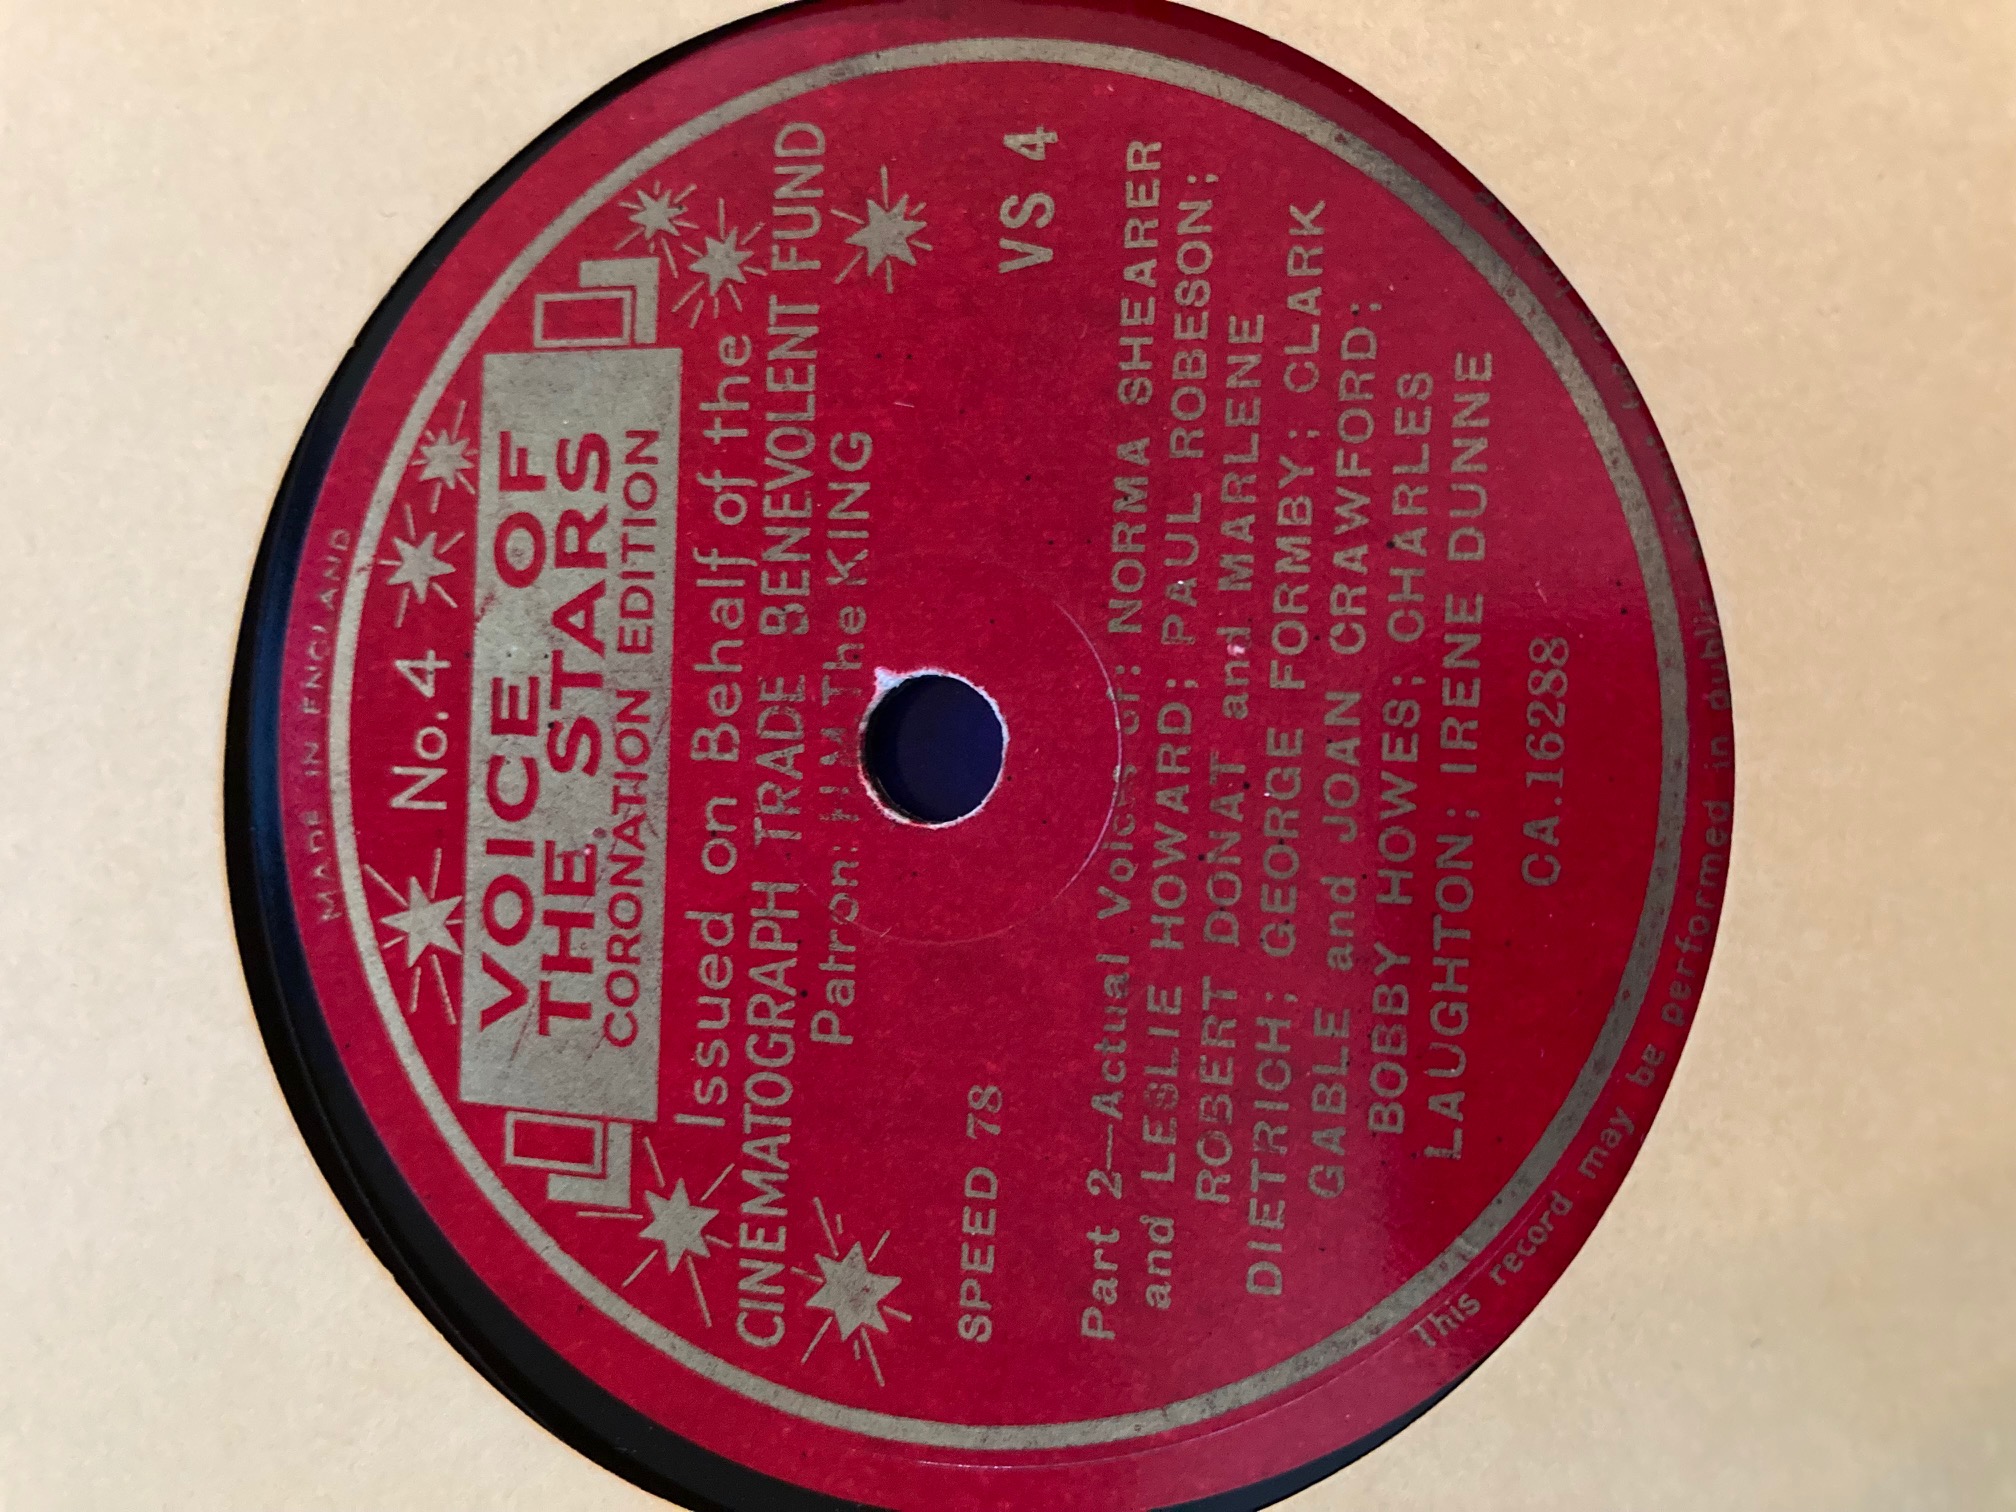 MADE IN ENGLAND
No. 4
VOICE OF
THE STARS
CORONATION EDITION
Issued on Behalf of the
CINEMATOGRAPH TRADE BENEVOLENT FUND
Patron: HM The KING
SPEED 78
VS 4
Part 2—Actual Voices of: NORMA SHEARER
and LESLIE HOWARD; PAUL ROBESON;
ROBERT DONAT and MARLENE
DIETRICH; GEORGE FORMBY; CLARK
GABLE and JOAN CRAWFORD;
BOBBY HOWES; CHARLES
LAUGHTON; IRENE DUNNE
CA.16288
This record may be performed in public